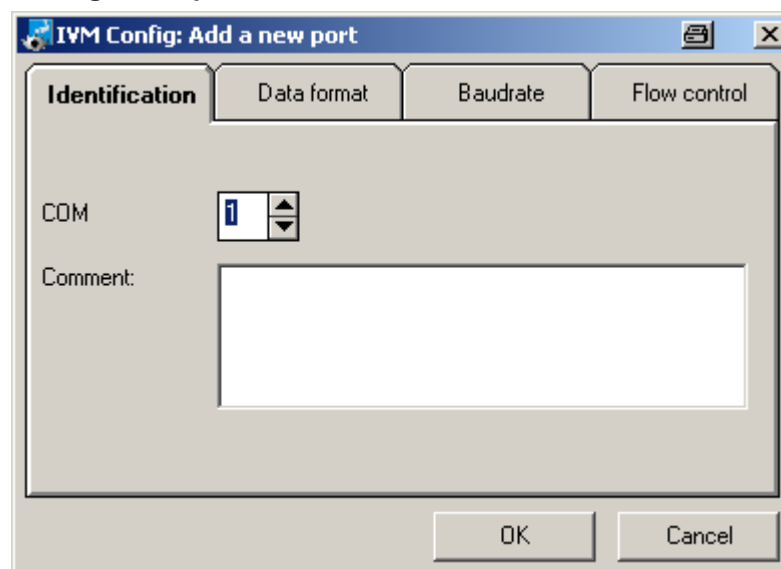 IVM Config: Add a new port
Identification Data format Baudrate Flow control
COM 1
Comment:
OK Cancel